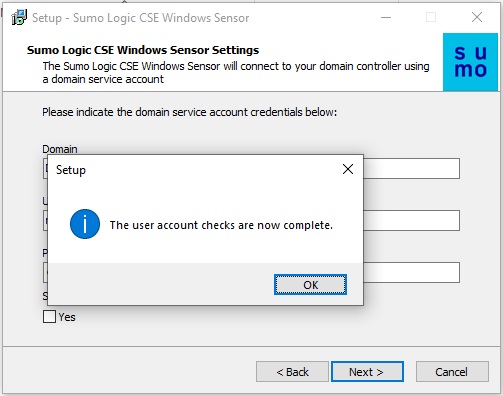 Setup - Sumo Logic CSE Windows Sensor
Sumo Logic CSE Windows Sensor Settings
The Sumo Logic CSE Windows Sensor will connect to your domain controller using
a domain service account
su
mo
Please indicate the domain service account credentials below:
Domain
Setup
The user account checks are now complete.
OK
Yes
< Back
Next >
Cancel